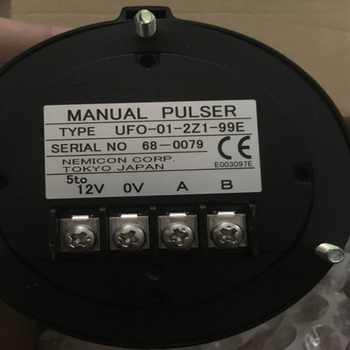 MANUAL PULSER
TYPE UFO-01-2Z1-99E
SERIAL NO 68-0079
NEMICON CORP.
TOKYO JAPAN
CE
E003097E
5to
12V 0V A B